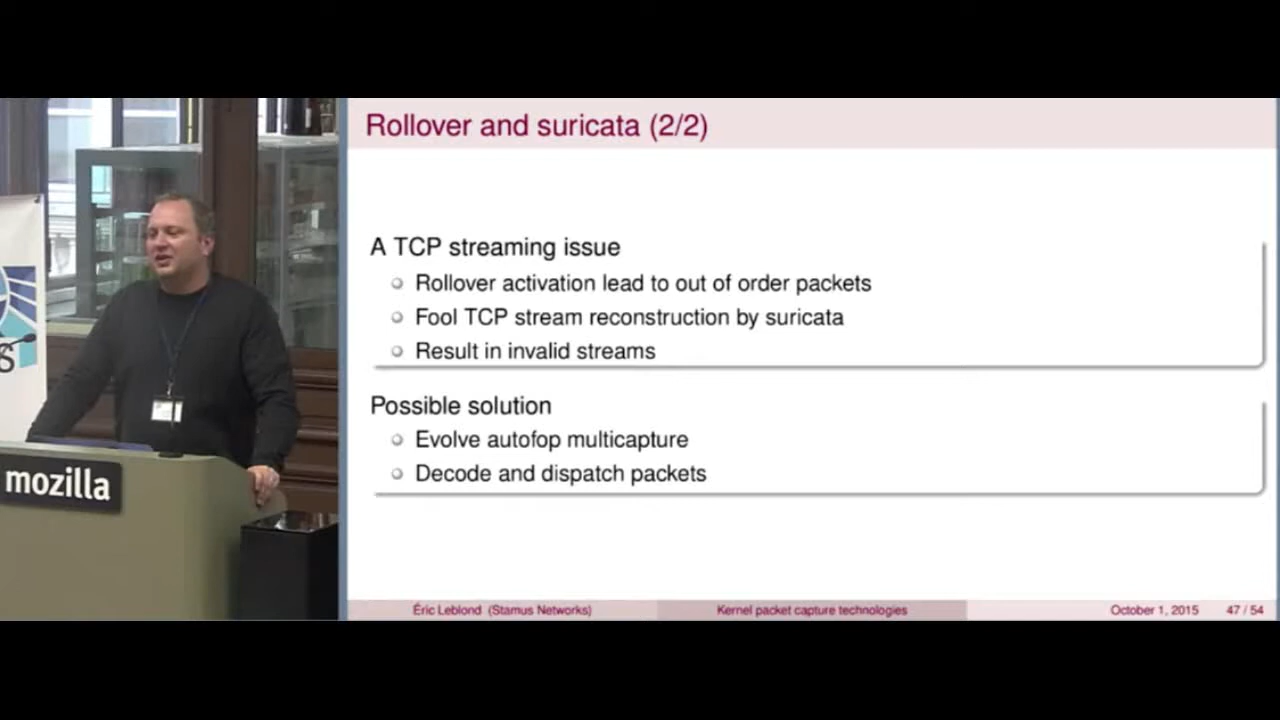 Rollover and suricata (2/2)
A TCP streaming issue
Rollover activation lead to out of order packets
Fool TCP stream reconstruction by suricata
Result in invalid streams
Possible solution
Evolve autofop multicapture
Decode and dispatch packets
Éric Leblond (Stamus Networks)
Kernel packet capture technologies
October 1, 2015
47 / 54
mozilla